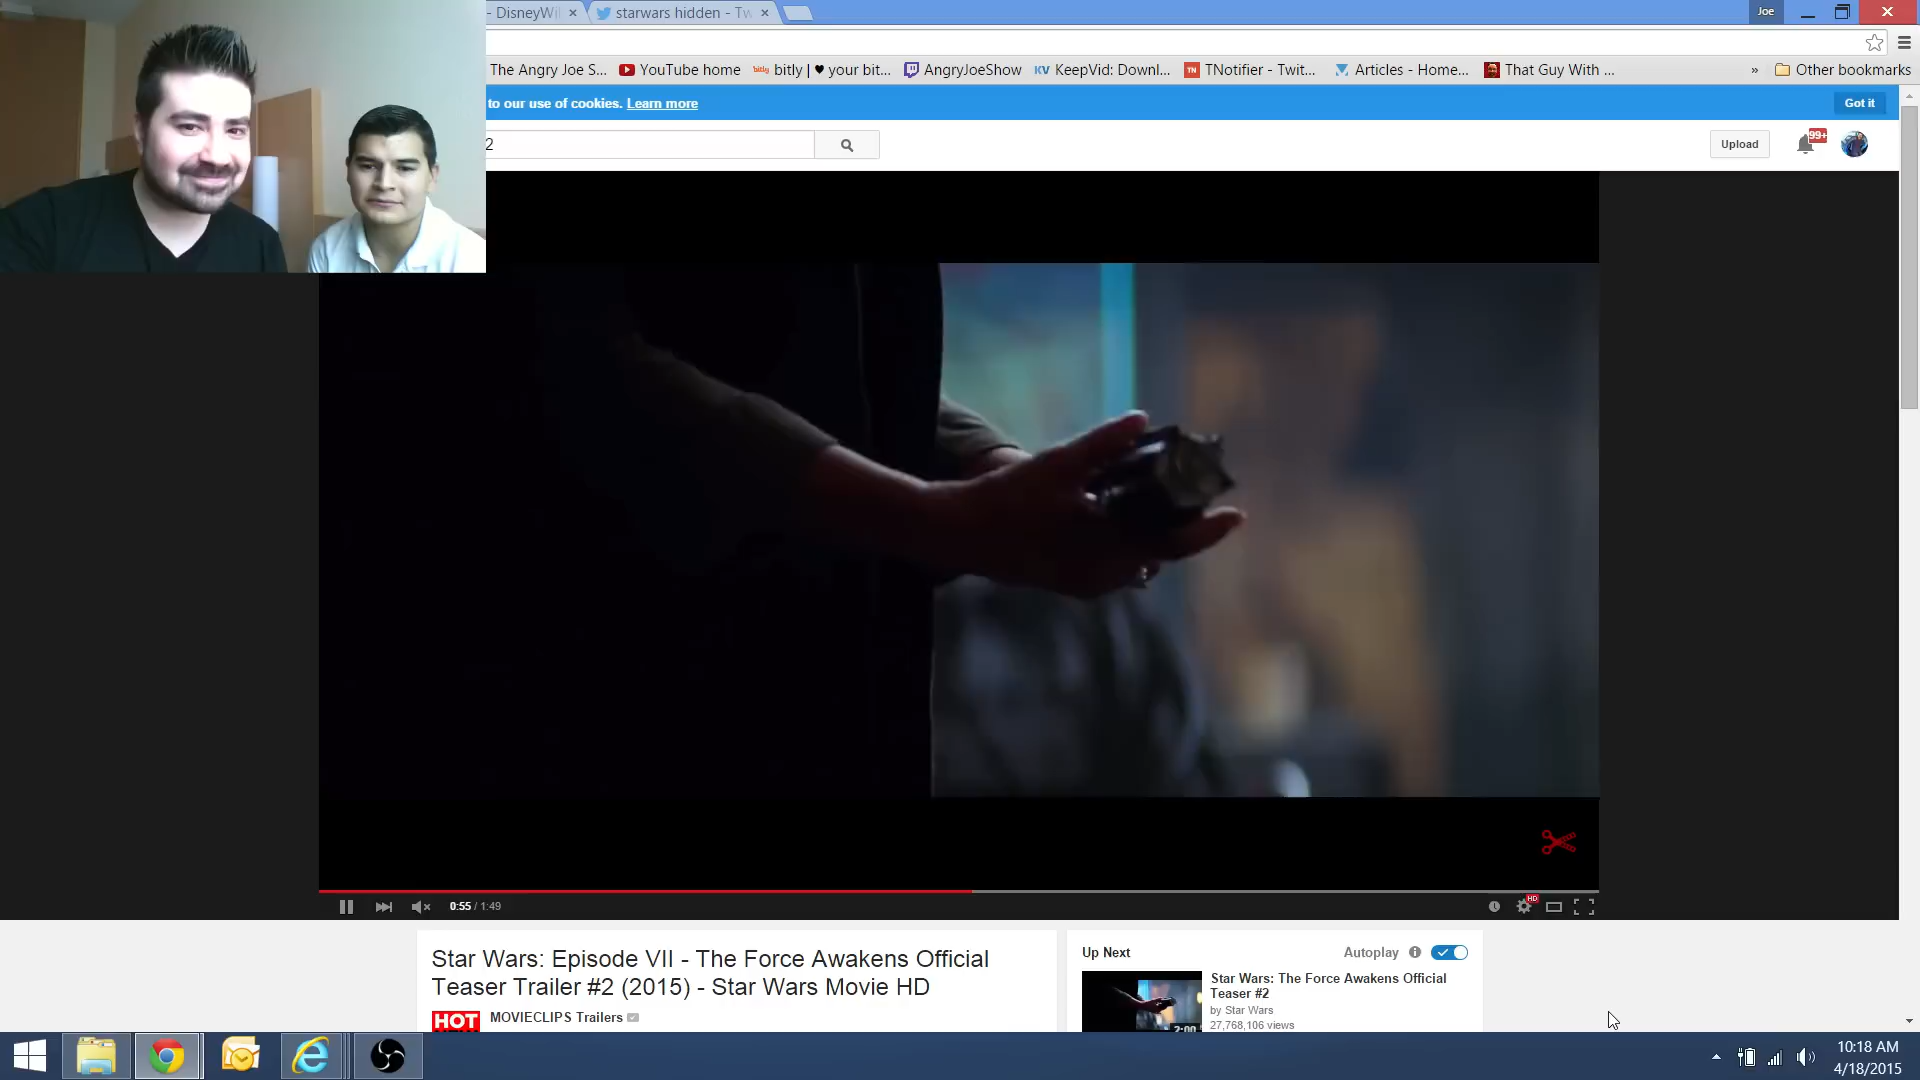 - DisneyWi
starwars hidden - Tw
Joe
The Angry Joe S...
YouTube home
bitly
bitly | ♥ your bit...
AngryJoeShow
KV
KeepVid: Downl...
TN
TNotifier - Twit...
Articles - Home...
That Guy With ...
»
Other bookmarks
to our use of cookies. Learn more
Got it
2
Upload
99+
0:55 / 1:49
HD
Star Wars: Episode VII - The Force Awakens Official
Teaser Trailer #2 (2015) - Star Wars Movie HD
HOT
MOVIECLIPS Trailers
Up Next
Autoplay
Star Wars: The Force Awakens Official
Teaser #2
by Star Wars
27,768,106 views
2:00
10:18 AM
4/18/2015